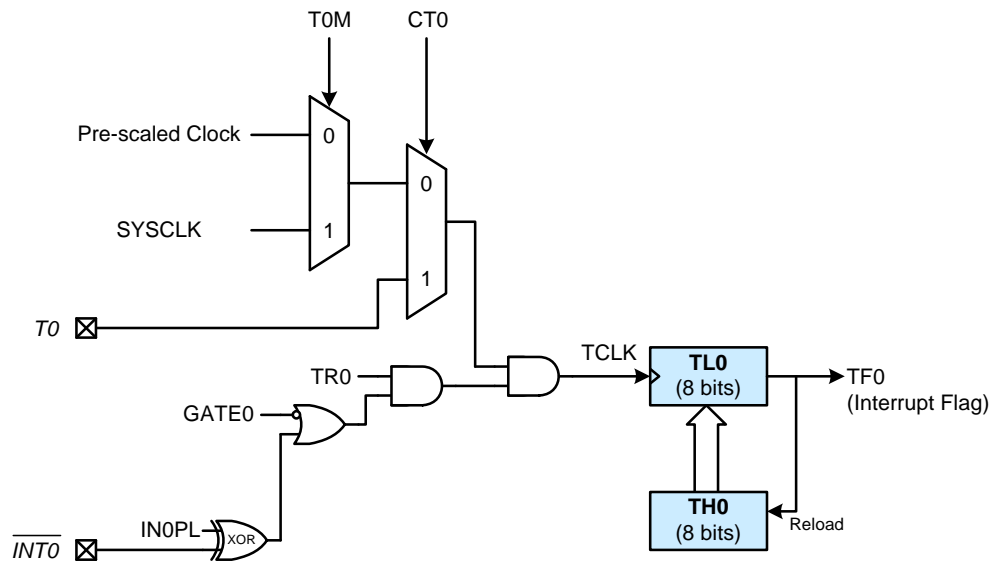 T0M
CT0
Pre-scaled Clock
0
0
SYSCLK
1
1
T0
TR0
TCLK
TL0
(8 bits)
TF0
(Interrupt Flag)
GATE0
IN0PL
XOR
INT0
TH0
(8 bits)
Reload